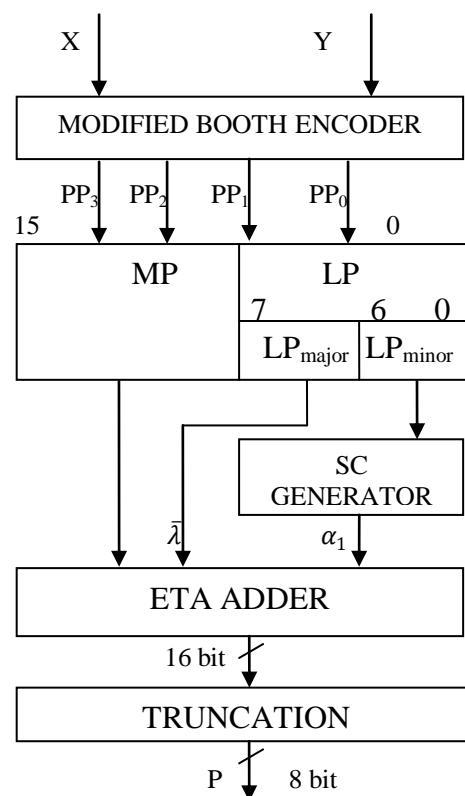 X Y
MODIFIED BOOTH ENCODER
PP₃ PP₂ PP₁ PP₀
15 0
MP LP
7 6 0
LPmajor LPminor
SC
GENERATOR
λ̄ α₁
ETA ADDER
16 bit
TRUNCATION
P 8 bit